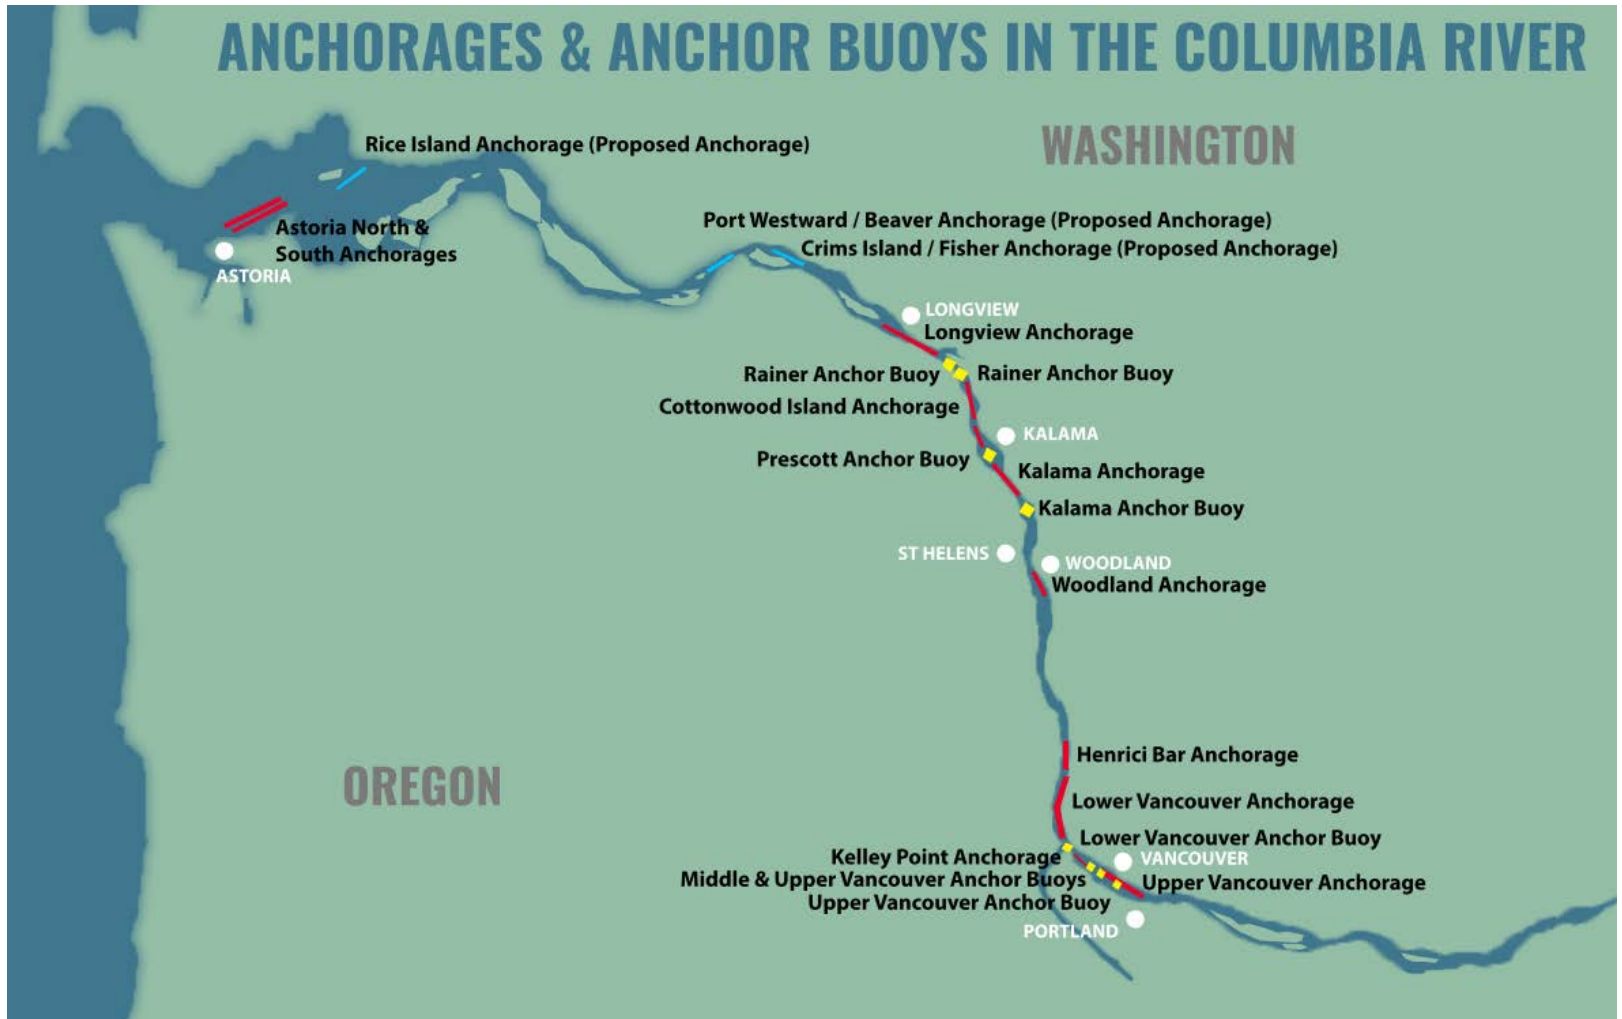 ANCHORAGES & ANCHOR BUOYS IN THE COLUMBIA RIVER
WASHINGTON
Rice Island Anchorage (Proposed Anchorage)
Astoria North &
South Anchorages
ASTORIA
Port Westward / Beaver Anchorage (Proposed Anchorage)
Crims Island / Fisher Anchorage (Proposed Anchorage)
LONGVIEW
Longview Anchorage
Rainer Anchor Buoy
Rainer Anchor Buoy
Cottonwood Island Anchorage
KALAMA
Prescott Anchor Buoy
Kalama Anchorage
Kalama Anchor Buoy
ST HELENS
WOODLAND
Woodland Anchorage
OREGON
Henrici Bar Anchorage
Lower Vancouver Anchorage
Lower Vancouver Anchor Buoy
Kelley Point Anchorage
VANCOUVER
Middle & Upper Vancouver Anchor Buoys
Upper Vancouver Anchorage
Upper Vancouver Anchor Buoy
PORTLAND